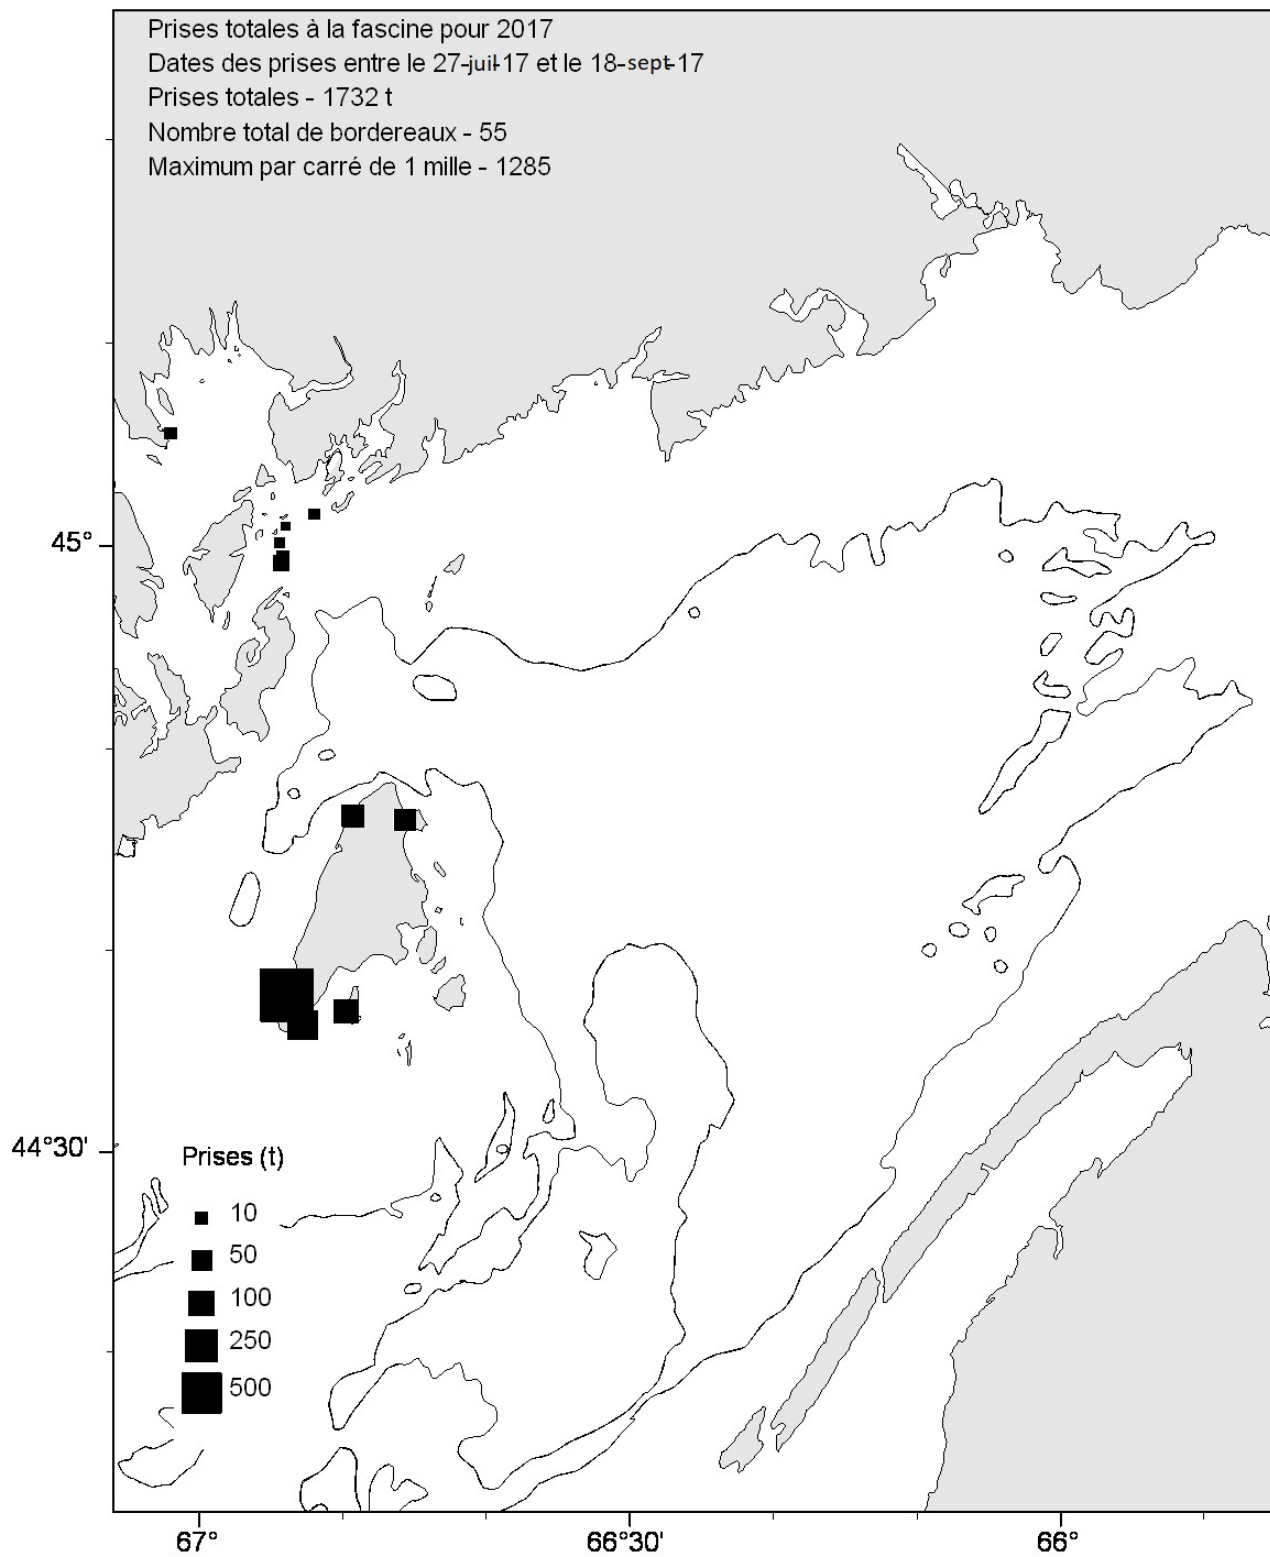 Prises totales à la fascine pour 2017
Dates des prises entre le 27-juil-17 et le 18-sept-17
Prises totales - 1732 t
Nombre total de bordereaux - 55
Maximum par carré de 1 mille - 1285
45°
44°30'
Prises (t)
10
50
100
250
500
67°
66°30'
66°